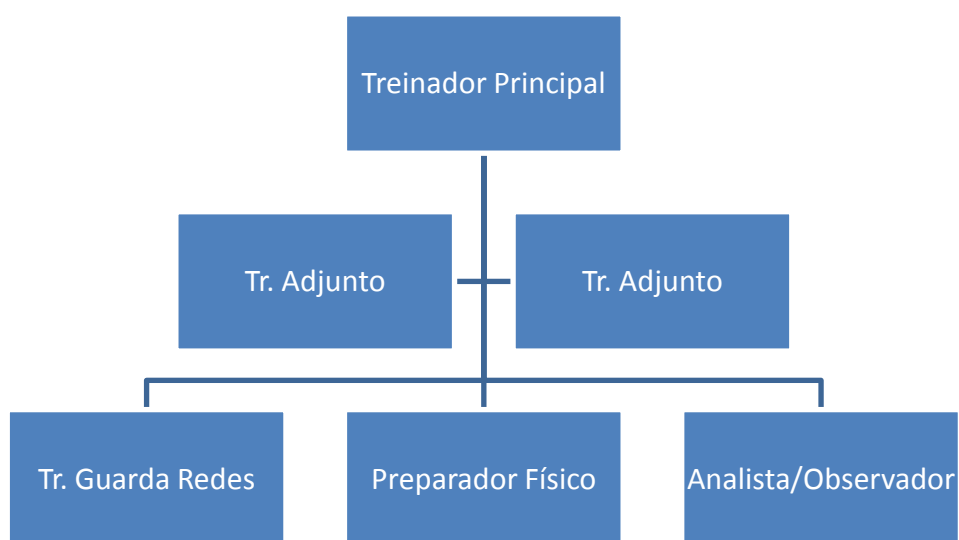 Treinador Principal
Tr. Adjunto
Tr. Adjunto
Tr. Guarda Redes
Preparador Físico
Analista/Observador